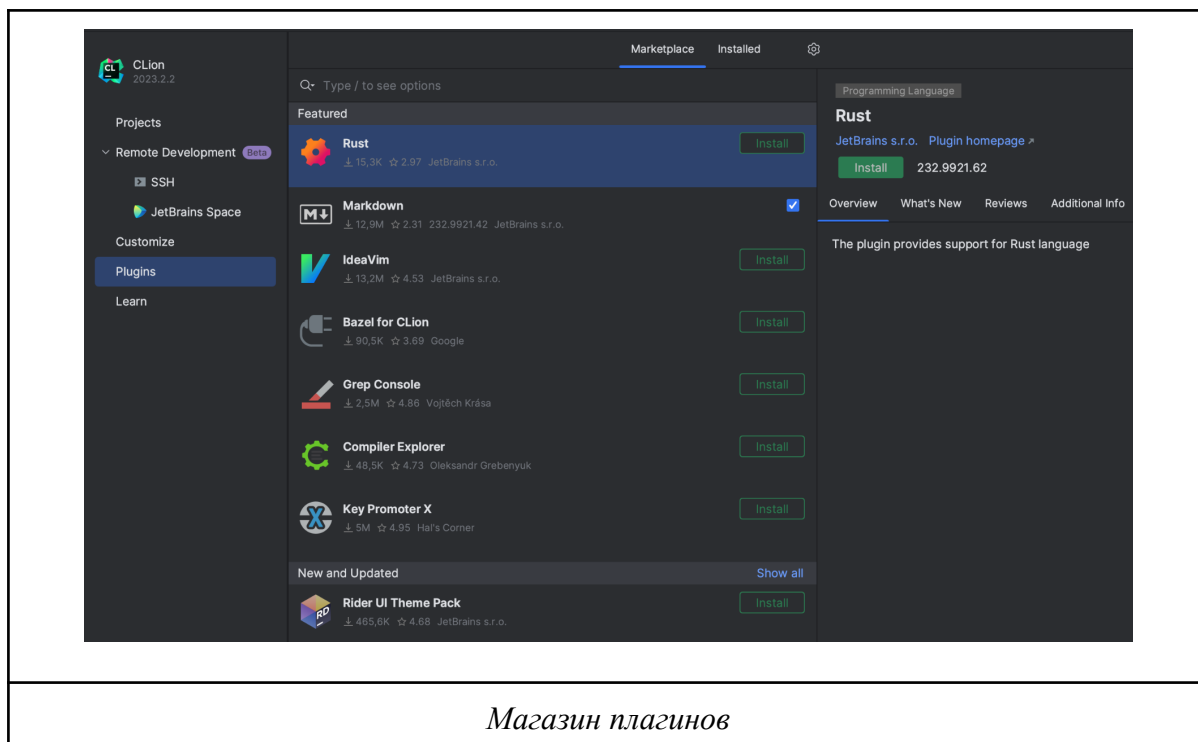 CLion
2023.2.2
Projects
Remote Development Beta
SSH
JetBrains Space
Customize
Plugins
Learn
Marketplace Installed
Type / to see options
Featured
Rust Install
15,3K 2.97 JetBrains s.r.o.
Markdown
12,9M 2.31 232.9921.42 JetBrains s.r.o.
IdeaVim Install
13,2M 4.53 JetBrains s.r.o.
Bazel for CLion Install
90,5K 3.69 Google
Grep Console Install
2,5M 4.86 Vojtěch Krása
Compiler Explorer Install
48,5K 4.73 Oleksandr Grebenyuk
Key Promoter X Install
5M 4.95 Hal's Corner
New and Updated Show all
Rider UI Theme Pack Install
465,6K 4.68 JetBrains s.r.o.
Programming Language
Rust
JetBrains s.r.o. Plugin homepage
Install 232.9921.62
Overview What's New Reviews Additional Info
The plugin provides support for Rust language
Магазин плагинов